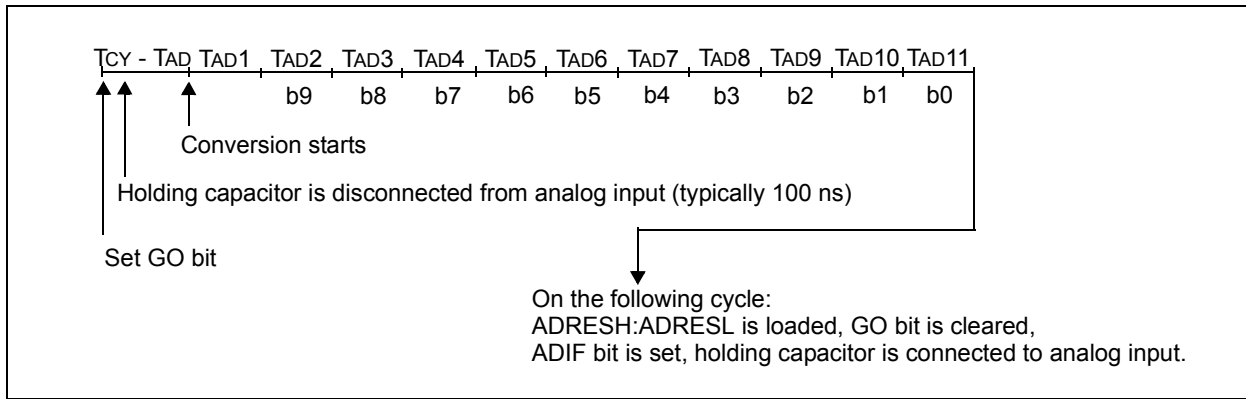 TCY - TAD TAD1 TAD2 TAD3 TAD4 TAD5 TAD6 TAD7 TAD8 TAD9 TAD10 TAD11
b9 b8 b7 b6 b5 b4 b3 b2 b1 b0
Conversion starts
Holding capacitor is disconnected from analog input (typically 100 ns)
Set GO bit
On the following cycle:
ADRESH:ADRESL is loaded, GO bit is cleared,
ADIF bit is set, holding capacitor is connected to analog input.